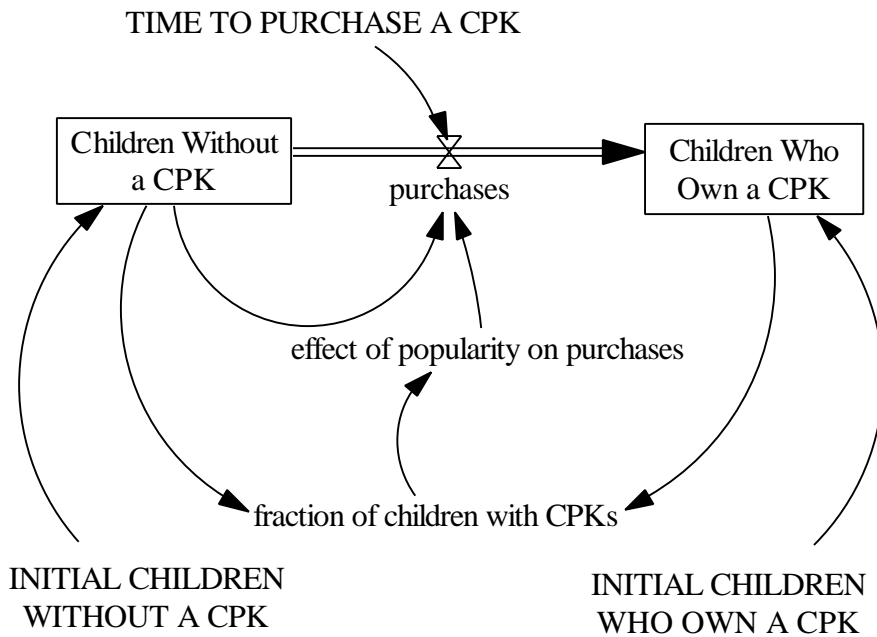 TIME TO PURCHASE A CPK
Children Without
a CPK
purchases
Children Who
Own a CPK
effect of popularity on purchases
fraction of children with CPKs
INITIAL CHILDREN
WITHOUT A CPK
INITIAL CHILDREN
WHO OWN A CPK